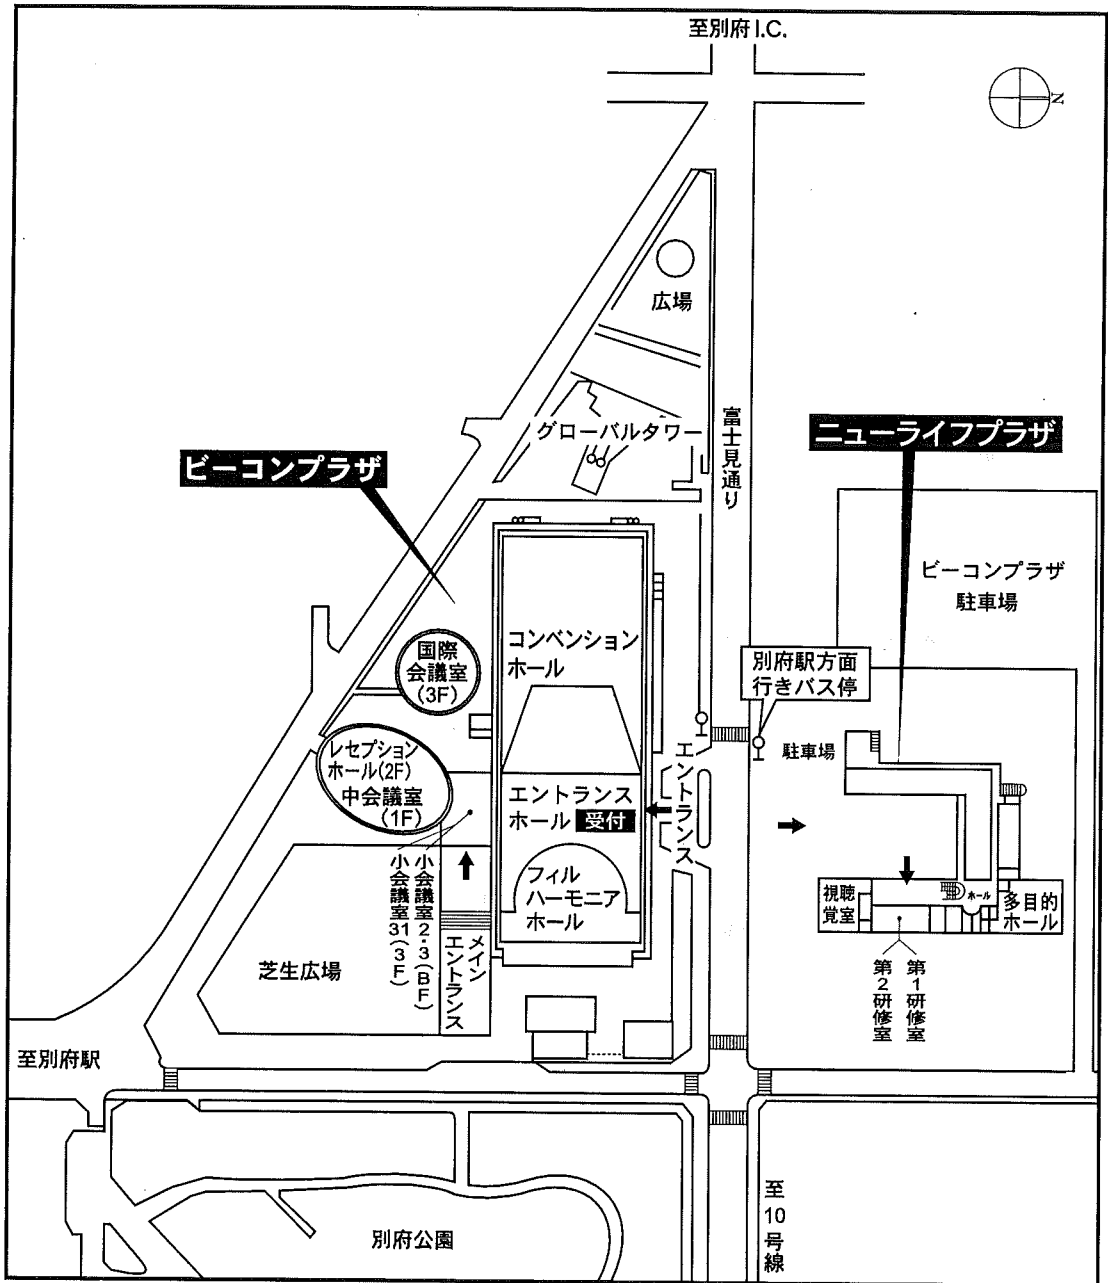 至別府I.C.
N
広場
グローバルタワー
富士見通り
ニューライフプラザ
ビーコンプラザ
ビーコンプラザ
駐車場
コンベンション
ホール
国際
会議室
(3F)
別府駅方面
行きバス停
駐車場
レセプション
ホール(2F)
中会議室
(1F)
エントランス
エントランス
ホール 受付
フィル
ハーモニア
ホール
小会議室2・3(BF)
小会議室31(3F)
メイン
エントランス
芝生広場
視聴
覚室
ホール
多目的
ホール
第1研修室
第2研修室
至別府駅
別府公園
至10号線